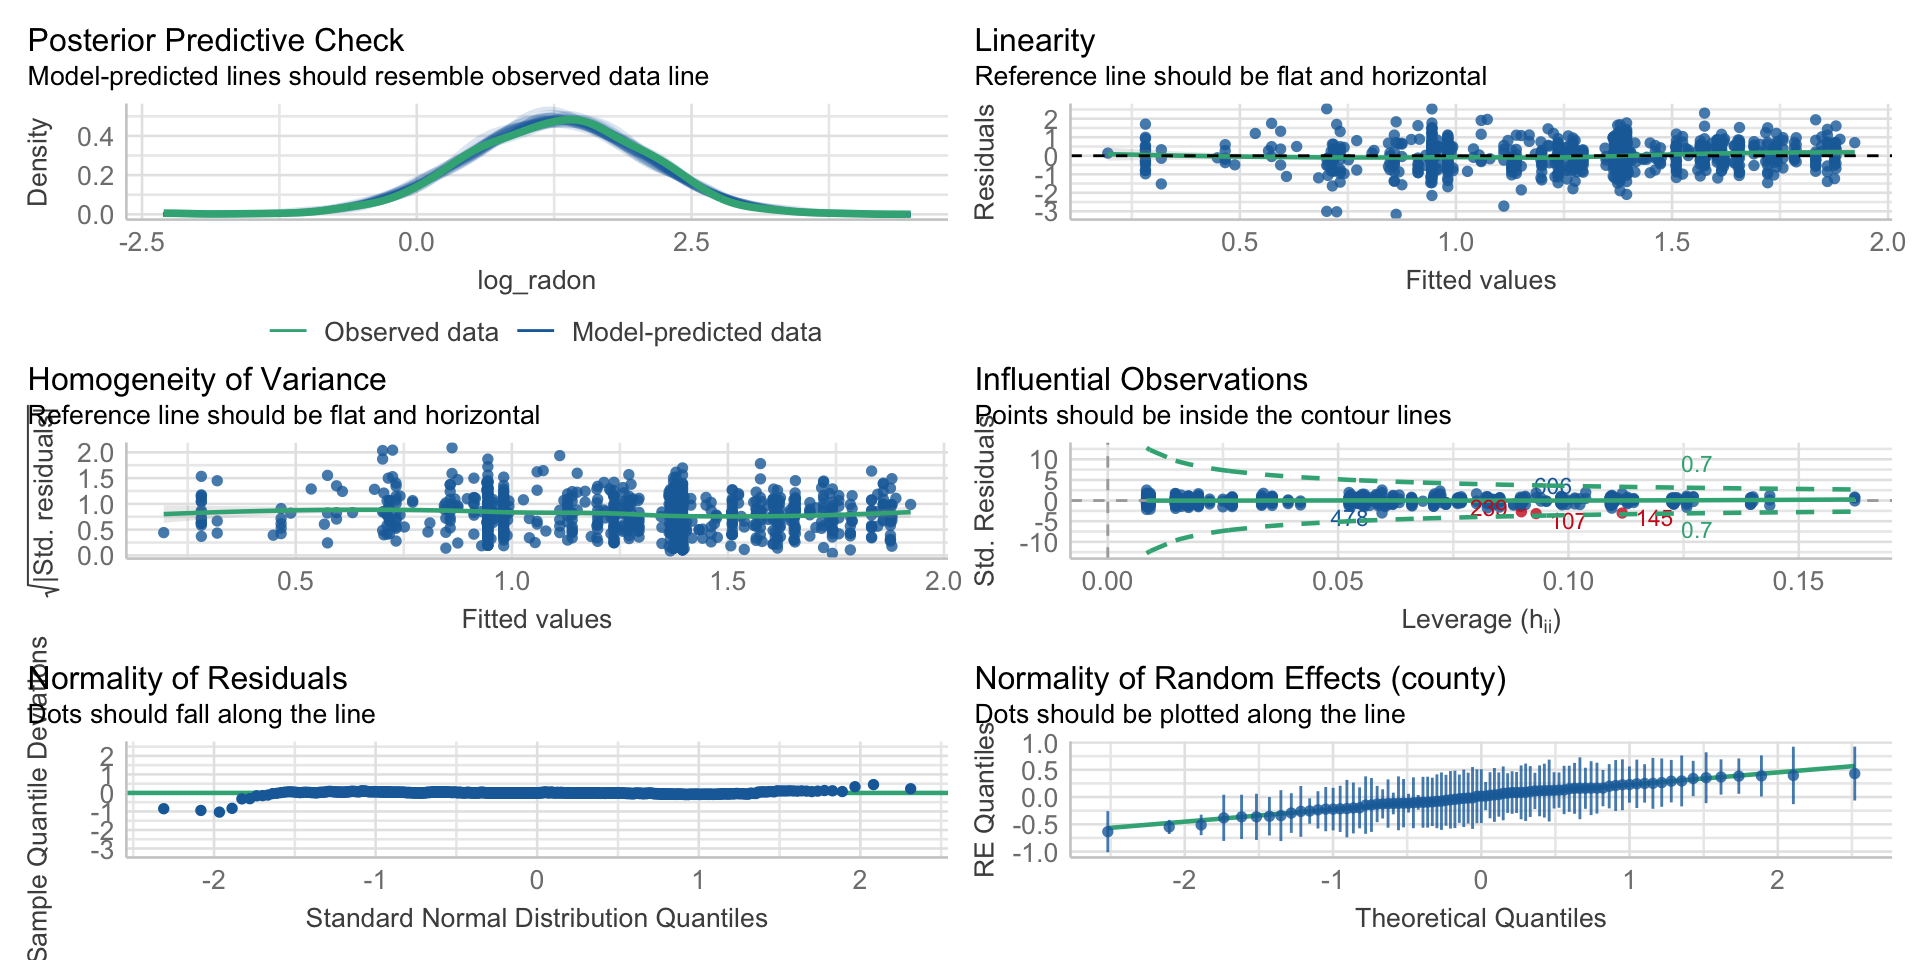 Posterior Predictive Check
Model-predicted lines should resemble observed data line
Density
0.4
0.2
0.0
-2.5
0.0
2.5
log_radon
Observed data
Model-predicted data
Linearity
Reference line should be flat and horizontal
Residuals
2
1
0
-1
-2
-3
0.5
1.0
1.5
2.0
Fitted values
Homogeneity of Variance
Reference line should be flat and horizontal
√|Std. residuals|
2.0
1.5
1.0
0.5
0.0
0.5
1.0
1.5
2.0
Fitted values
Influential Observations
Points should be inside the contour lines
Std. Residuals
10
5
0
-5
-10
0.7
606
239
478
107
145
0.7
0.00
0.05
0.10
0.15
Leverage (hii)
Normality of Residuals
Dots should fall along the line
Sample Quantile Deviations
2
1
0
-1
-2
-3
-2
-1
0
1
2
Standard Normal Distribution Quantiles
Normality of Random Effects (county)
Dots should be plotted along the line
RE Quantiles
1.0
0.5
0.0
-0.5
-1.0
-2
-1
0
1
2
Theoretical Quantiles